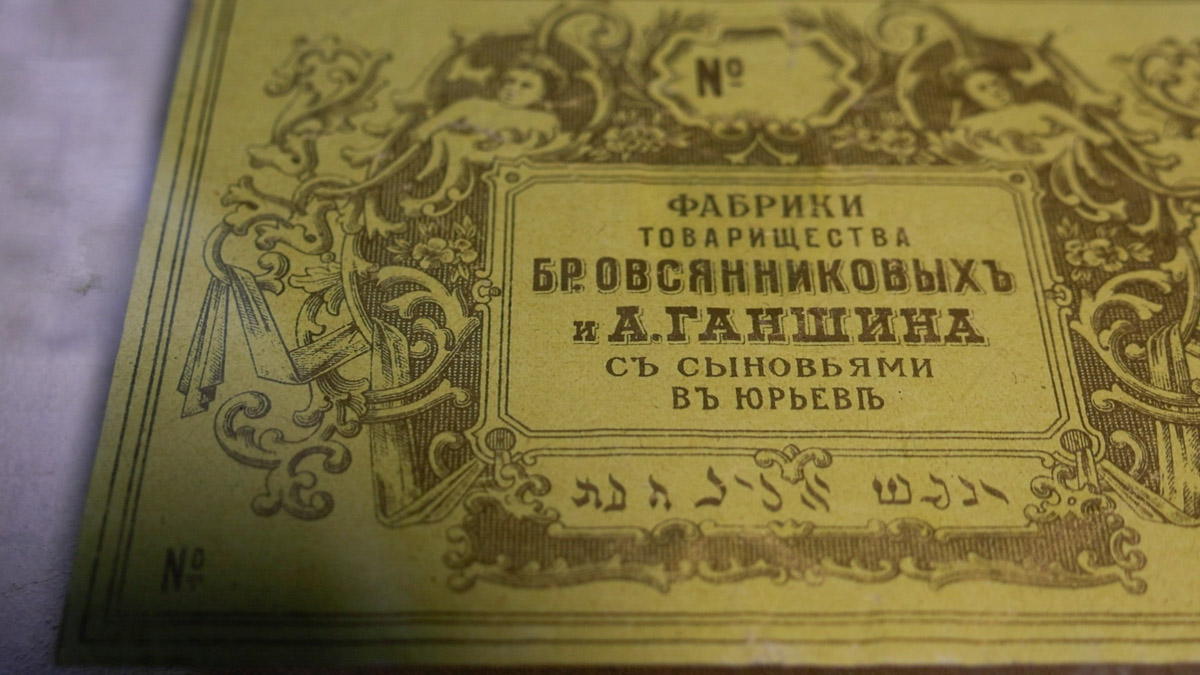 №
ФАБРИКИ
ТОВАРИЩЕСТВА
БР. ОВСЯННИКОВЫХЪ
и А. ГАНШИНА
СЪ СЫНОВЬЯМИ
ВЪ ЮРЬЕВѢ
№